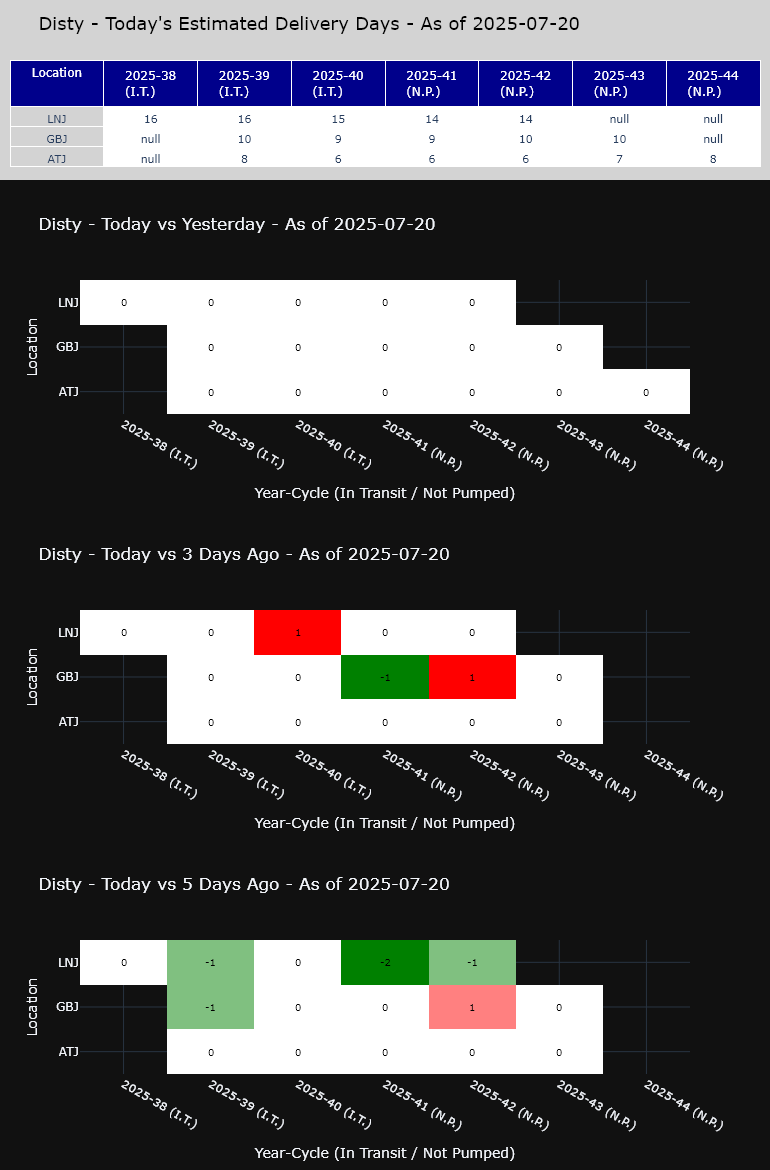 Disty - Today's Estimated Delivery Days - As of 2025-07-20
Location 2025-38 2025-39 2025-40 2025-41 2025-42 2025-43 2025-44
(I.T.) (I.T.) (I.T.) (N.P.) (N.P.) (N.P.) (N.P.)
LNJ 16 16 15 14 14 null null
GBJ null 10 9 9 10 10 null
ATJ null 8 6 6 6 7 8
Disty - Today vs Yesterday - As of 2025-07-20
LNJ 0 0 0 0 0
Location
GBJ 0 0 0 0 0
ATJ 0 0 0 0 0 0
2025-38 (I.T.) 2025-39 (I.T.) 2025-40 (I.T.) 2025-41 (N.P.) 2025-42 (N.P.) 2025-43 (N.P.) 2025-44 (N.P.)
Year-Cycle (In Transit / Not Pumped)
Disty - Today vs 3 Days Ago - As of 2025-07-20
LNJ 0 0 1 0 0
Location
GBJ 0 0 -1 1 0
ATJ 0 0 0 0 0
2025-38 (I.T.) 2025-39 (I.T.) 2025-40 (I.T.) 2025-41 (N.P.) 2025-42 (N.P.) 2025-43 (N.P.) 2025-44 (N.P.)
Year-Cycle (In Transit / Not Pumped)
Disty - Today vs 5 Days Ago - As of 2025-07-20
LNJ 0 -1 0 -2 -1
Location
GBJ -1 0 0 1 0
ATJ 0 0 0 0 0
2025-38 (I.T.) 2025-39 (I.T.) 2025-40 (I.T.) 2025-41 (N.P.) 2025-42 (N.P.) 2025-43 (N.P.) 2025-44 (N.P.)
Year-Cycle (In Transit / Not Pumped)